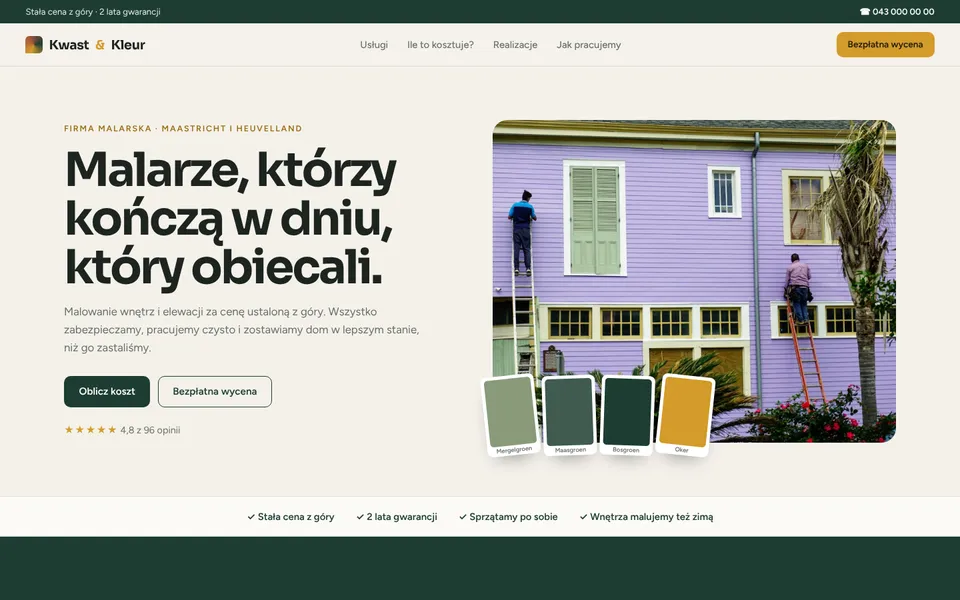 Stała cena z góry · 2 lata gwarancji
☎ 043 000 00 00
Kwast & Kleur
Usługi
Ile to kosztuje?
Realizacje
Jak pracujemy
Bezpłatna wycena
FIRMA MALARSKA · MAASTRICHT I HEUVELLAND
Malarze, którzy
kończą w dniu,
który obiecali.
Malowanie wnętrz i elewacji za cenę ustaloną z góry. Wszystko
zabezpieczamy, pracujemy czysto i zostawiamy dom w lepszym stanie,
niż go zastaliśmy.
Oblicz koszt
Bezpłatna wycena
★★★★★ 4,8 z 96 opinii
Mergelgroen
Maasgroen
Bosgroen
Oker
✓ Stała cena z góry
✓ 2 lata gwarancji
✓ Sprzątamy po sobie
✓ Wnętrza malujemy też zimą